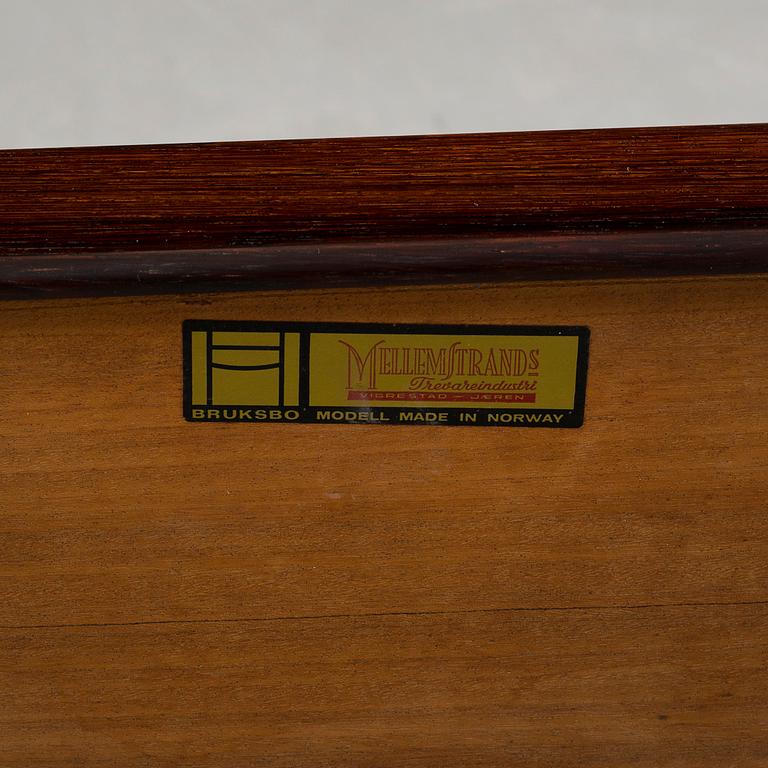 MELLEMSTRANDS
Trevareindustri
VIGRESTAD — JÆREN
BRUKSBO MODELL MADE IN NORWAY